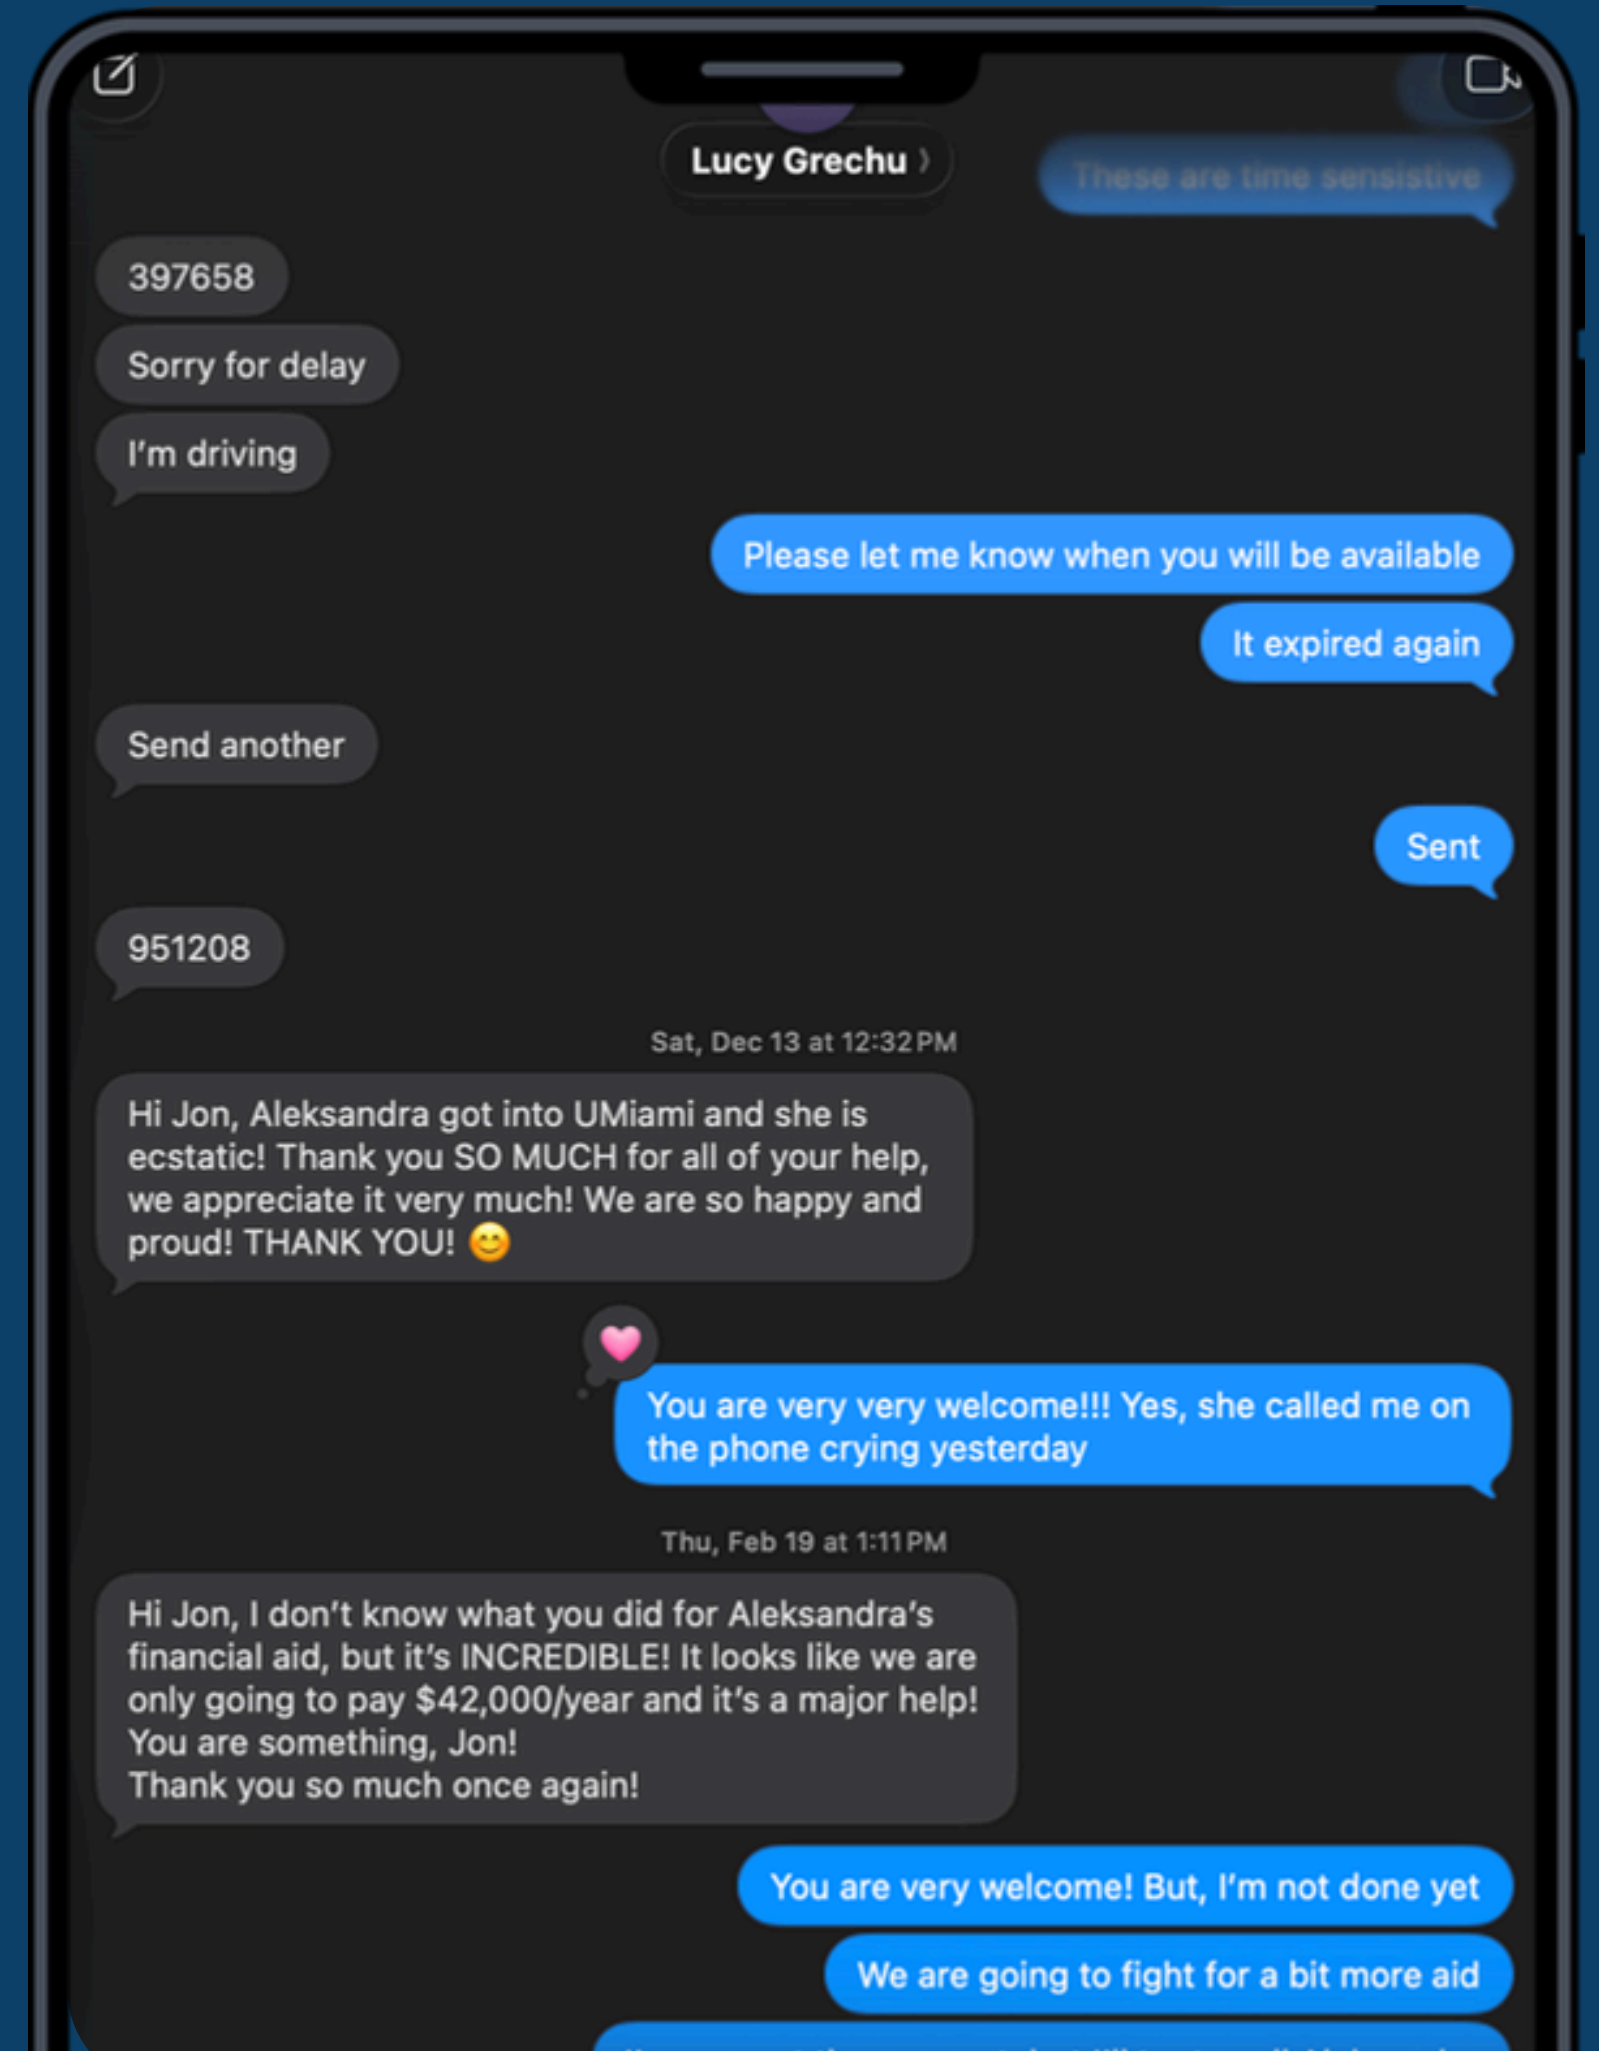 Lucy Grechu
These are time sensistive
397658
Sorry for delay
I'm driving
Please let me know when you will be available
It expired again
Send another
Sent
951208
Sat, Dec 13 at 12:32 PM
Hi Jon, Aleksandra got into UMiami and she is
ecstatic! Thank you SO MUCH for all of your help,
we appreciate it very much! We are so happy and
proud! THANK YOU! 😊
You are very very welcome!!! Yes, she called me on
the phone crying yesterday
Thu, Feb 19 at 1:11 PM
Hi Jon, I don't know what you did for Aleksandra's
financial aid, but it's INCREDIBLE! It looks like we are
only going to pay $42,000/year and it's a major help!
You are something, Jon!
Thank you so much once again!
You are very welcome! But, I'm not done yet
We are going to fight for a bit more aid